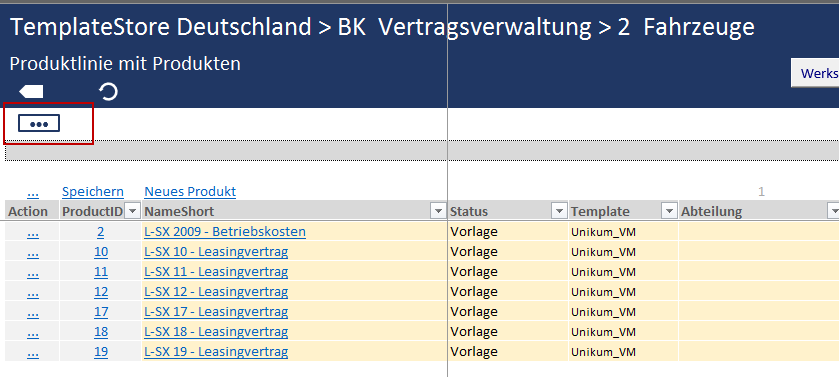 TemplateStore Deutschland > BK Vertragsverwaltung > 2 Fahrzeuge
Produktlinie mit Produkten
Werks
•••
... Speichern Neues Produkt 1
Action ProductID NameShort Status Template Abteilung
... 2 L-SX 2009 - Betriebskosten Vorlage Unikum_VM
... 10 L-SX 10 - Leasingvertrag Vorlage Unikum_VM
... 11 L-SX 11 - Leasingvertrag Vorlage Unikum_VM
... 12 L-SX 12 - Leasingvertrag Vorlage Unikum_VM
... 17 L-SX 17 - Leasingvertrag Vorlage Unikum_VM
... 18 L-SX 18 - Leasingvertrag Vorlage Unikum_VM
... 19 L-SX 19 - Leasingvertrag Vorlage Unikum_VM